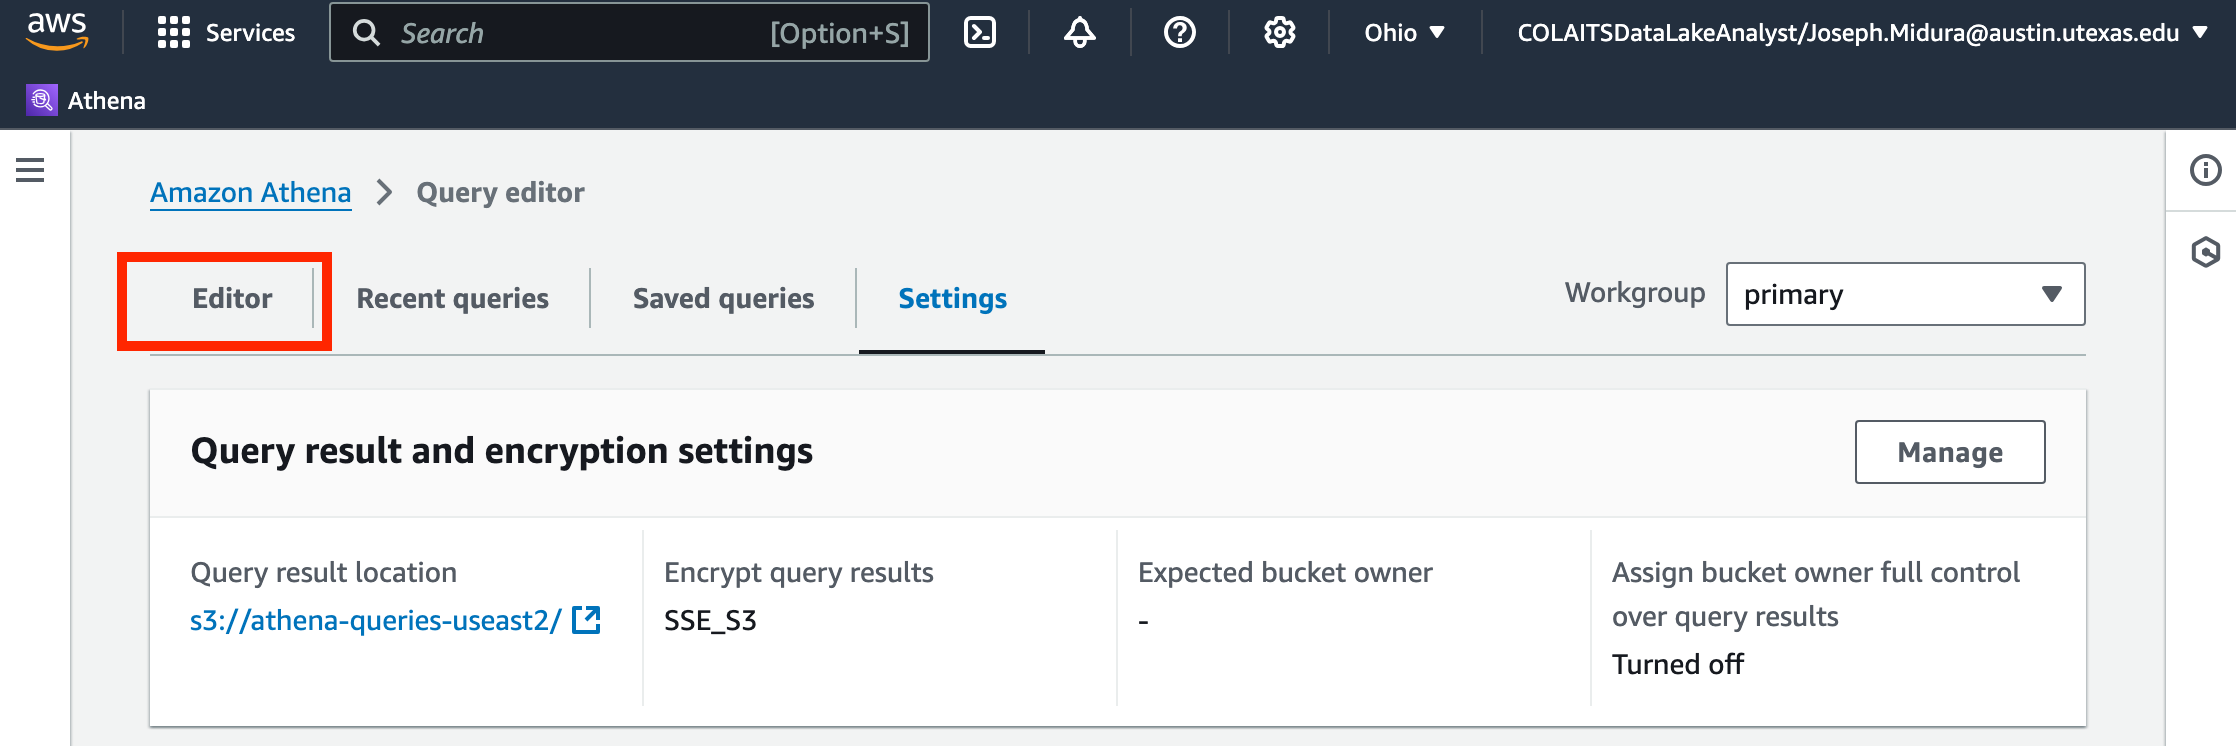 aws
Services
Search [Option+S]
Ohio
COLAITSDataLakeAnalyst/Joseph.Midura@austin.utexas.edu
Athena
Amazon Athena > Query editor
Editor
Recent queries
Saved queries
Settings
Workgroup
primary
Query result and encryption settings
Manage
Query result location
s3://athena-queries-useast2/
Encrypt query results
SSE_S3
Expected bucket owner
-
Assign bucket owner full control
over query results
Turned off